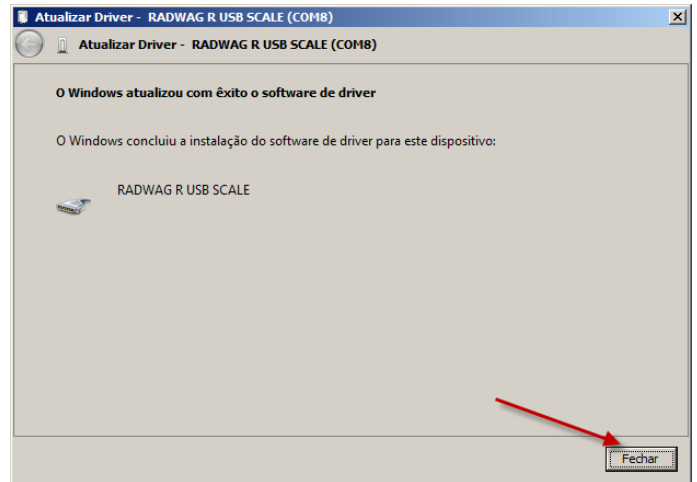 Atualizar Driver - RADWAG R USB SCALE (COM8)
Atualizar Driver - RADWAG R USB SCALE (COM8)
O Windows atualizou com êxito o software de driver
O Windows concluiu a instalação do software de driver para este dispositivo:
RADWAG R USB SCALE
Fechar